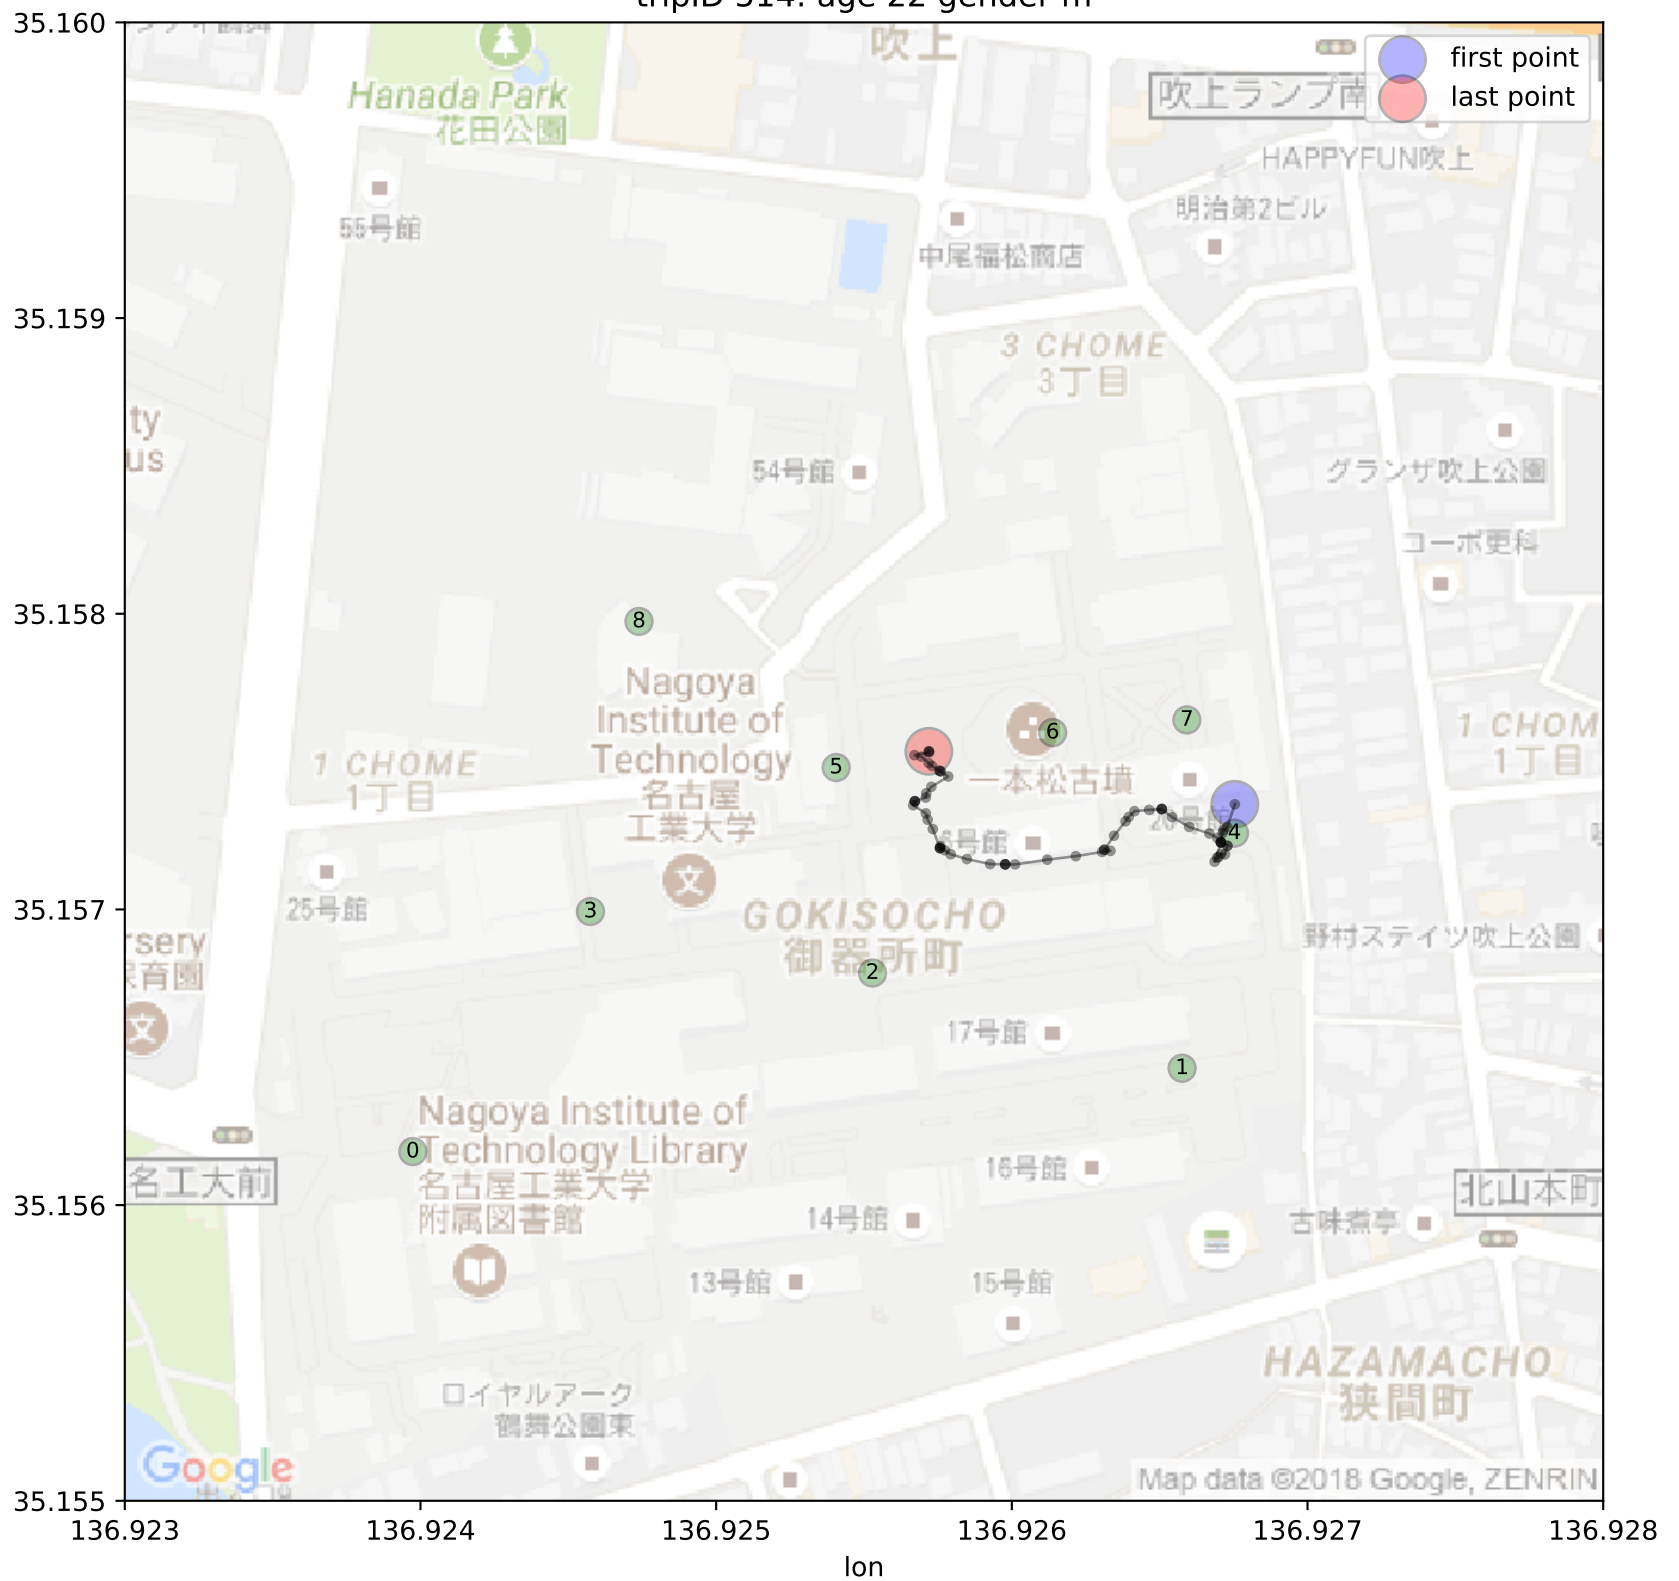 35.160
first point
last point
吹上
Hanada Park
花田公園
吹上ランプ南
HAPPYFUN吹上
明治第2ビル
55号館
中尾福松商店
35.159
3 CHOME
3丁目
ty
us
54号館
グランザ吹上公園
コーポ更科
35.158
8
Nagoya
Institute of
Technology
名古屋
工業大学
7
6
5
1 CHOME
1丁目
1 CHOM
1丁目
一本松古墳
4
35.157
25号館
3
GOKISOCHO
御器所町
2
野村ステイツ吹上公園
rsery
育園
17号館
1
Nagoya Institute of
Technology Library
名古屋工業大学
附属図書館
0
名工大前
16号館
北山本町
14号館
古味煮亭
35.156
13号館
15号館
HAZAMACHO
狭間町
ロイヤルアーク
鶴舞公園東
Google
Map data ©2018 Google, ZENRIN
35.155
136.923
136.924
136.925
136.926
136.927
136.928
lon